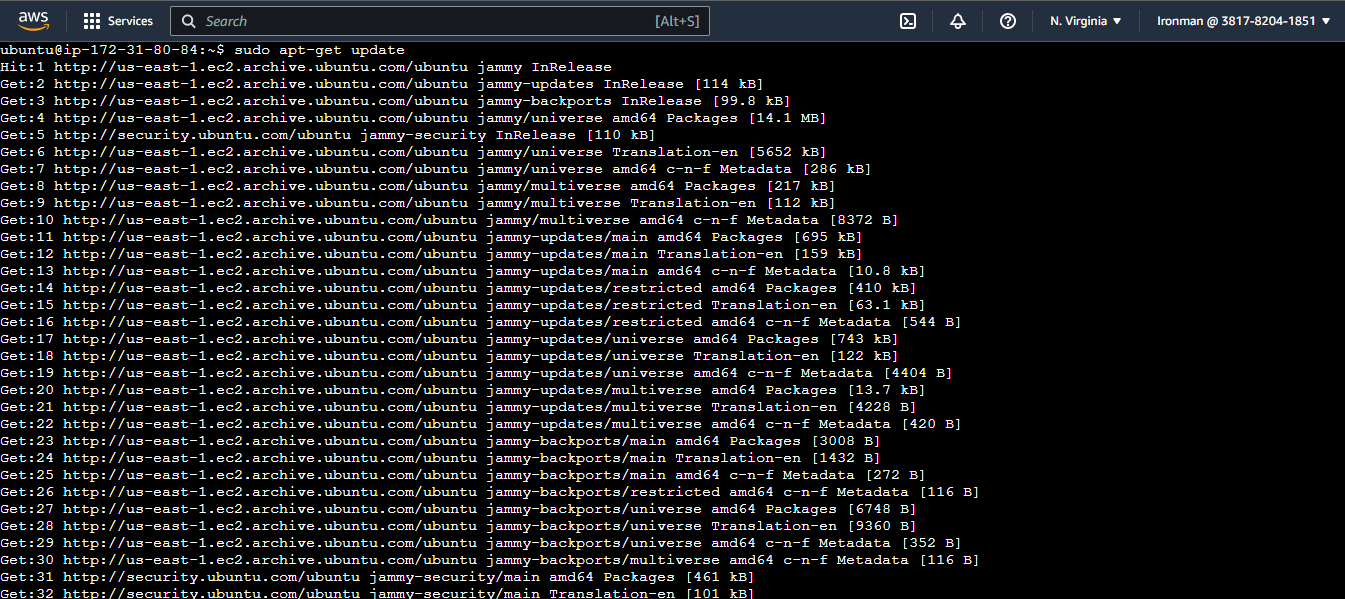 aws Services Search [Alt+S] N. Virginia Ironman @ 3817-8204-1851
ubuntu@ip-172-31-80-84:~$ sudo apt-get update
Hit:1 http://us-east-1.ec2.archive.ubuntu.com/ubuntu jammy InRelease
Get:2 http://us-east-1.ec2.archive.ubuntu.com/ubuntu jammy-updates InRelease [114 kB]
Get:3 http://us-east-1.ec2.archive.ubuntu.com/ubuntu jammy-backports InRelease [99.8 kB]
Get:4 http://us-east-1.ec2.archive.ubuntu.com/ubuntu jammy/universe amd64 Packages [14.1 MB]
Get:5 http://security.ubuntu.com/ubuntu jammy-security InRelease [110 kB]
Get:6 http://us-east-1.ec2.archive.ubuntu.com/ubuntu jammy/universe Translation-en [5652 kB]
Get:7 http://us-east-1.ec2.archive.ubuntu.com/ubuntu jammy/universe amd64 c-n-f Metadata [286 kB]
Get:8 http://us-east-1.ec2.archive.ubuntu.com/ubuntu jammy/multiverse amd64 Packages [217 kB]
Get:9 http://us-east-1.ec2.archive.ubuntu.com/ubuntu jammy/multiverse Translation-en [112 kB]
Get:10 http://us-east-1.ec2.archive.ubuntu.com/ubuntu jammy/multiverse amd64 c-n-f Metadata [8372 B]
Get:11 http://us-east-1.ec2.archive.ubuntu.com/ubuntu jammy-updates/main amd64 Packages [695 kB]
Get:12 http://us-east-1.ec2.archive.ubuntu.com/ubuntu jammy-updates/main Translation-en [159 kB]
Get:13 http://us-east-1.ec2.archive.ubuntu.com/ubuntu jammy-updates/main amd64 c-n-f Metadata [10.8 kB]
Get:14 http://us-east-1.ec2.archive.ubuntu.com/ubuntu jammy-updates/restricted amd64 Packages [410 kB]
Get:15 http://us-east-1.ec2.archive.ubuntu.com/ubuntu jammy-updates/restricted Translation-en [63.1 kB]
Get:16 http://us-east-1.ec2.archive.ubuntu.com/ubuntu jammy-updates/restricted amd64 c-n-f Metadata [544 B]
Get:17 http://us-east-1.ec2.archive.ubuntu.com/ubuntu jammy-updates/universe amd64 Packages [743 kB]
Get:18 http://us-east-1.ec2.archive.ubuntu.com/ubuntu jammy-updates/universe Translation-en [122 kB]
Get:19 http://us-east-1.ec2.archive.ubuntu.com/ubuntu jammy-updates/universe amd64 c-n-f Metadata [4404 B]
Get:20 http://us-east-1.ec2.archive.ubuntu.com/ubuntu jammy-updates/multiverse amd64 Packages [13.7 kB]
Get:21 http://us-east-1.ec2.archive.ubuntu.com/ubuntu jammy-updates/multiverse Translation-en [4228 B]
Get:22 http://us-east-1.ec2.archive.ubuntu.com/ubuntu jammy-updates/multiverse amd64 c-n-f Metadata [420 B]
Get:23 http://us-east-1.ec2.archive.ubuntu.com/ubuntu jammy-backports/main amd64 Packages [3008 B]
Get:24 http://us-east-1.ec2.archive.ubuntu.com/ubuntu jammy-backports/main Translation-en [1432 B]
Get:25 http://us-east-1.ec2.archive.ubuntu.com/ubuntu jammy-backports/main amd64 c-n-f Metadata [272 B]
Get:26 http://us-east-1.ec2.archive.ubuntu.com/ubuntu jammy-backports/restricted amd64 c-n-f Metadata [116 B]
Get:27 http://us-east-1.ec2.archive.ubuntu.com/ubuntu jammy-backports/universe amd64 Packages [6748 B]
Get:28 http://us-east-1.ec2.archive.ubuntu.com/ubuntu jammy-backports/universe Translation-en [9360 B]
Get:29 http://us-east-1.ec2.archive.ubuntu.com/ubuntu jammy-backports/universe amd64 c-n-f Metadata [352 B]
Get:30 http://us-east-1.ec2.archive.ubuntu.com/ubuntu jammy-backports/multiverse amd64 c-n-f Metadata [116 B]
Get:31 http://security.ubuntu.com/ubuntu jammy-security/main amd64 Packages [461 kB]
Get:32 http://security.ubuntu.com/ubuntu jammy-security/main Translation-en [101 kB]